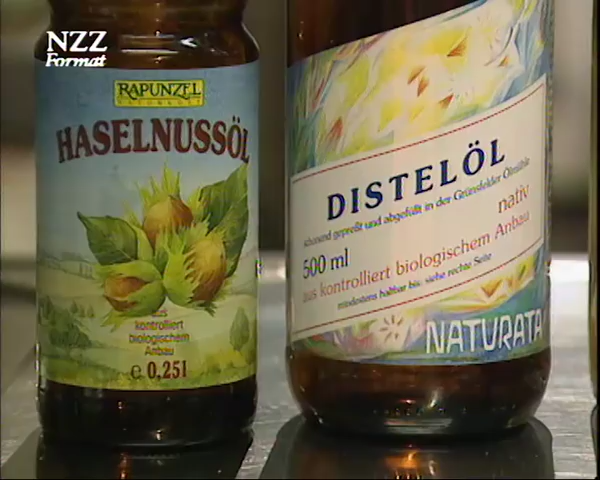 NZZ
Format
RAPUNZEL
NATURKOST
HASELNUSSÖL
aus
kontrolliert
biologischem
Anbau
e 0,25l
DISTELÖL
schonend gepreßt und abgefüllt in der Grünsfelder Ölmühle
nativ
500 ml
aus kontrolliert biologischem Anbau
mindestens haltbar bis: siehe rechte Seite
NATURATA